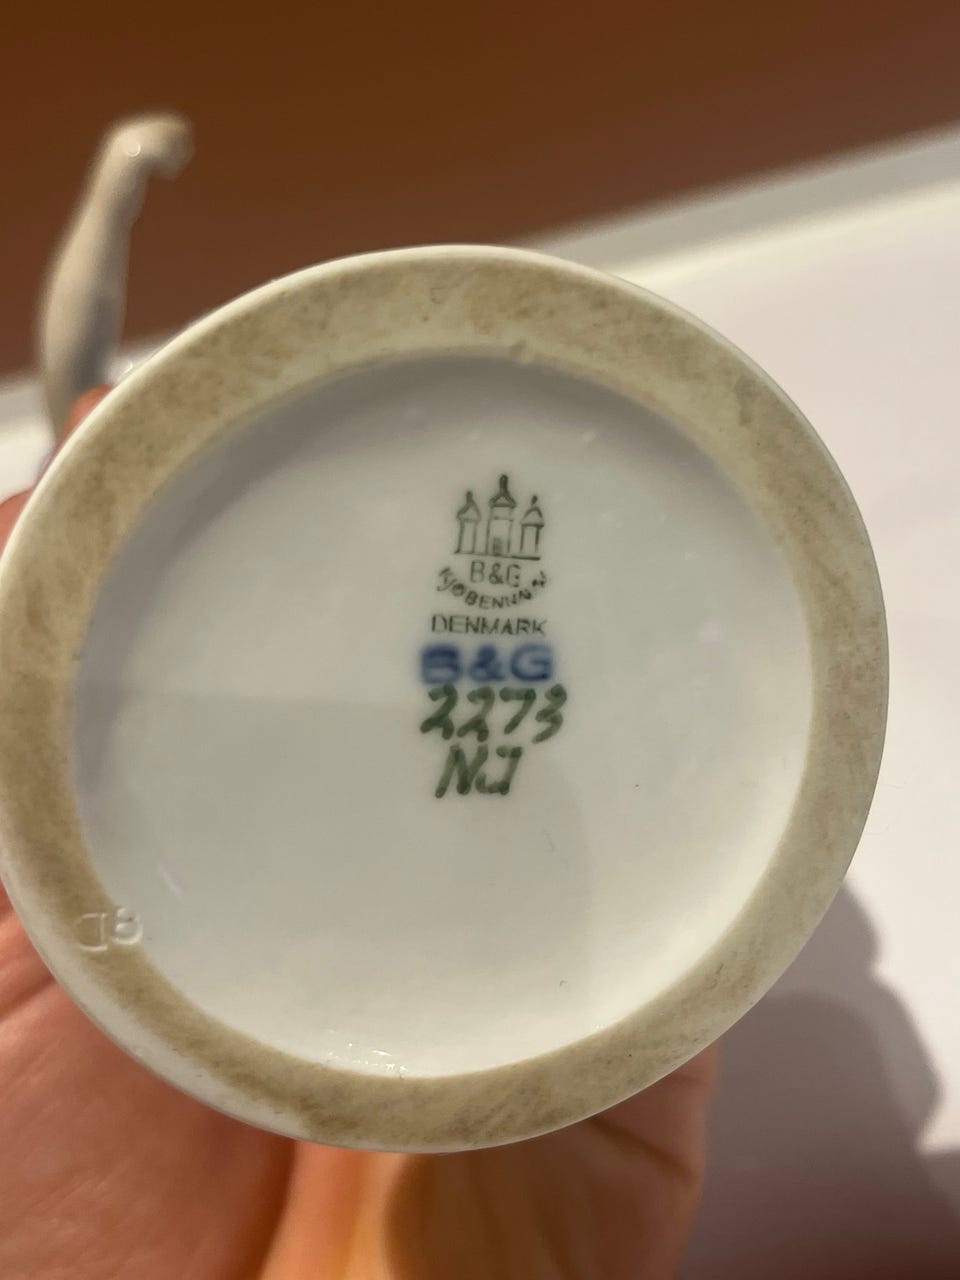 B&G
KJØBENHAVN
DENMARK
B&G
2273
NJ